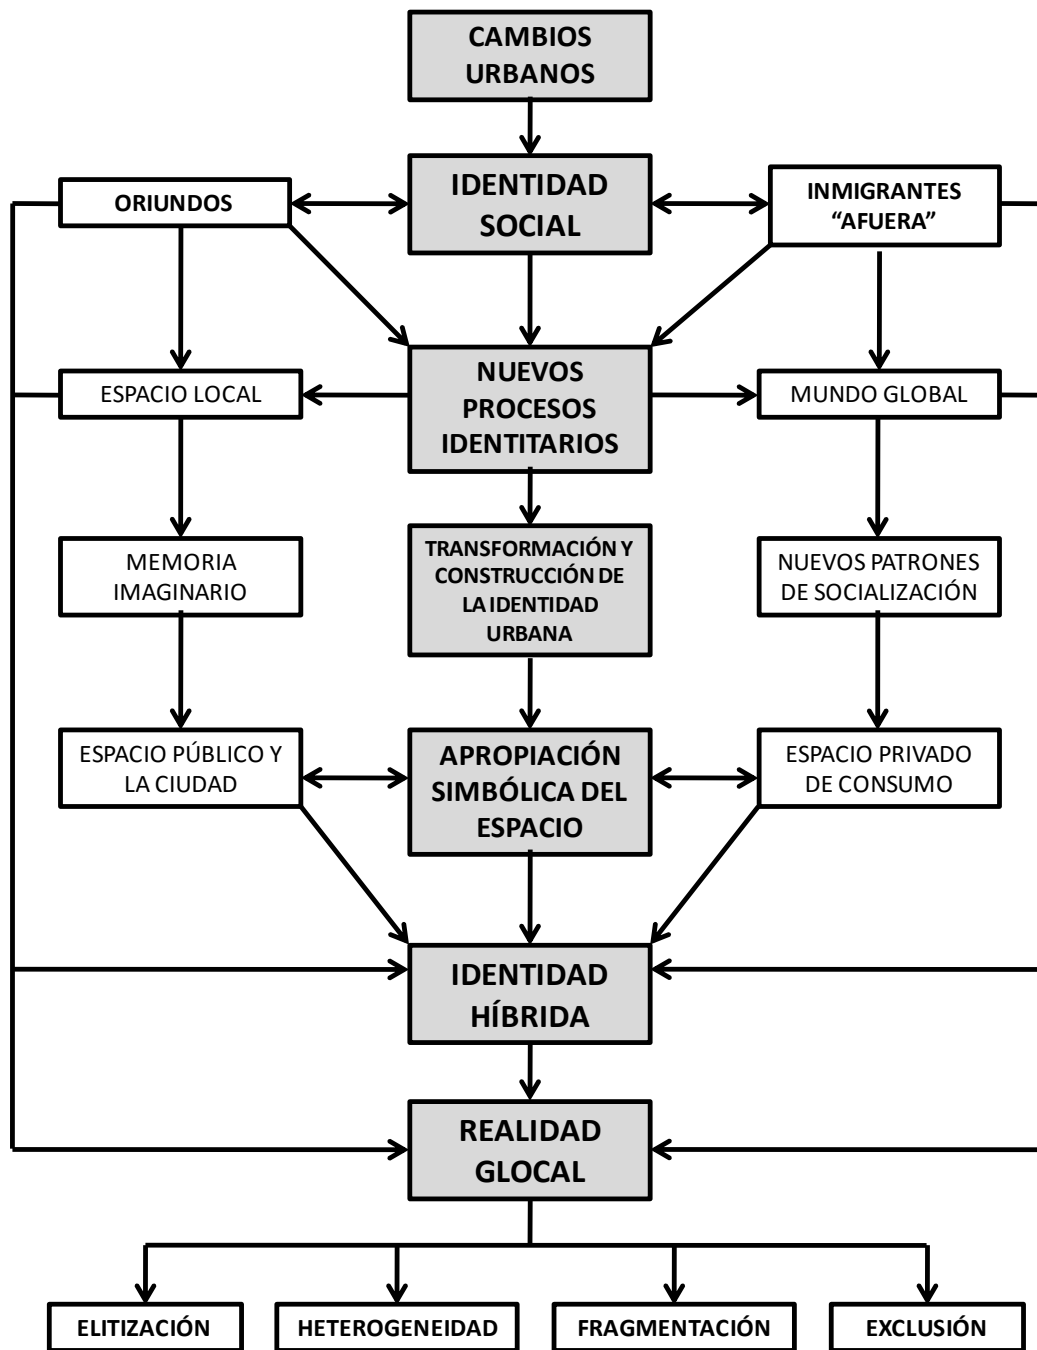 CAMBIOS
URBANOS
ORIUNDOS
IDENTIDAD
SOCIAL
INMIGRANTES
“AFUERA”
ESPACIO LOCAL
NUEVOS
PROCESOS
IDENTITARIOS
MUNDO GLOBAL
MEMORIA
IMAGINARIO
TRANSFORMACIÓN Y
CONSTRUCCIÓN DE
LA IDENTIDAD
URBANA
NUEVOS PATRONES
DE SOCIALIZACIÓN
ESPACIO PÚBLICO Y
LA CIUDAD
APROPIACIÓN
SIMBÓLICA DEL
ESPACIO
ESPACIO PRIVADO
DE CONSUMO
IDENTIDAD
HÍBRIDA
REALIDAD
GLOCAL
ELITIZACIÓN
HETEROGENEIDAD
FRAGMENTACIÓN
EXCLUSIÓN